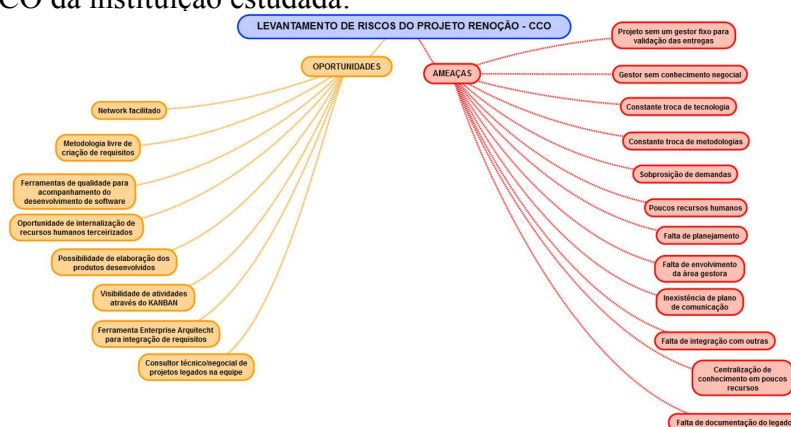 CO da instituição estudada.
LEVANTAMENTO DE RISCOS DO PROJETO RENOÇÃO - CCO
OPORTUNIDADES
Network facilitado
Metodologia livre de
criação de requisitos
Ferramentas de qualidade para
acompanhamento do
desenvolvimento de software
Oportunidade de internalização de
recursos humanos terceirizados
Possibilidade de elaboração dos
produtos desenvolvidos
Visibilidade de atividades
através do KANBAN
Ferramenta Enterprise Arquitecht
para integração de requisitos
Consultor técnico/negocial de
projetos legados na equipe
AMEAÇAS
Projeto sem um gestor fixo para
validação das entregas
Gestor sem conhecimento negocial
Constante troca de tecnologia
Constante troca de metodologias
Sobprosição de demandas
Poucos recursos humanos
Falta de planejamento
Falta de envolvimento
da área gestora
Inexistência de plano
de comunicação
Falta de integração com outras
Centralização de
conhecimento em poucos
recursos
Falta de documentação do legado